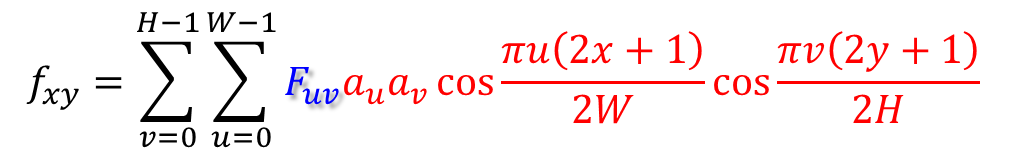 f_{xy} = \sum_{v=0}^{H-1} \sum_{u=0}^{W-1} F_{uv} a_u a_v \cos \frac{\pi u(2x + 1)}{2W} \cos \frac{\pi v(2y + 1)}{2H}